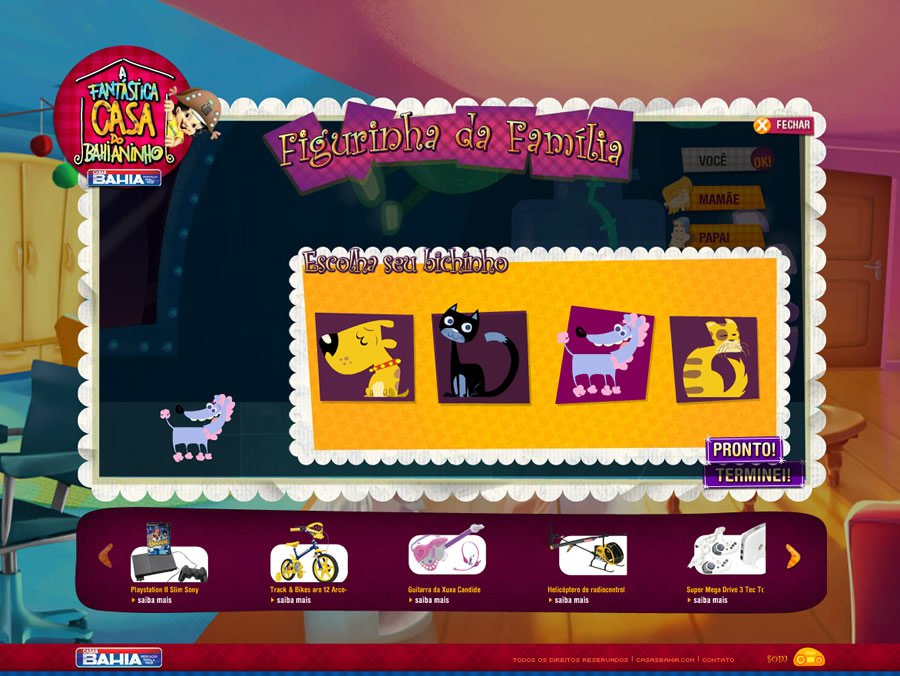 A
FANTÁSTICA
CASA
DO
BAHIANINHO
CASAS
BAHIA
Figurinha da Família
FECHAR
VOCÊ
OK!
MAMÃE
PAPAI
Escolha seu bichinho
PRONTO!
TERMINEI!
Playstation II Slim Sony
saiba mais
Track & Bikes aro 12 Arco-
saiba mais
Guitarra da Xuxa Candide
saiba mais
Helicóptero de radiocontrol
saiba mais
Super Mega Drive 3 Tec To
saiba mais
CASAS
BAHIA
TODOS OS DIREITOS RESERVADOS | CASASBAHIA.COM | CONTATO
som